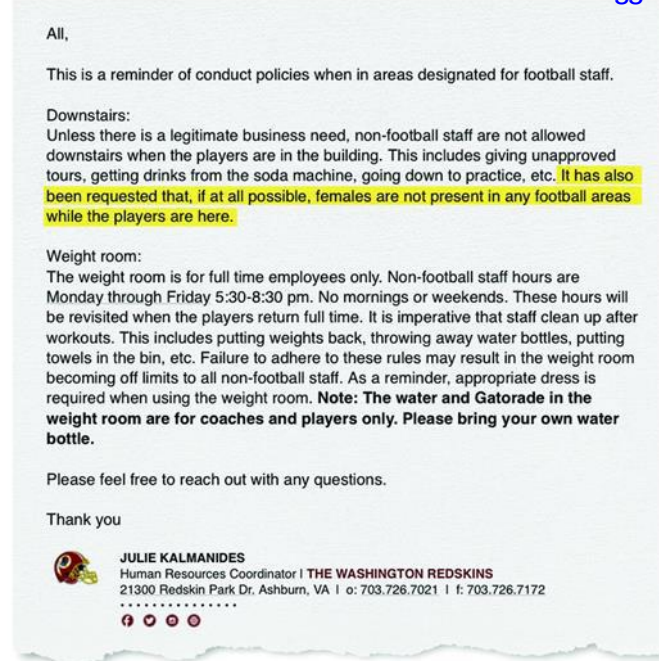 All,
This is a reminder of conduct policies when in areas designated for football staff.
Downstairs:
Unless there is a legitimate business need, non-football staff are not allowed
downstairs when the players are in the building. This includes giving unapproved
tours, getting drinks from the soda machine, going down to practice, etc. It has also
been requested that, if at all possible, females are not present in any football areas
while the players are here.
Weight room:
The weight room is for full time employees only. Non-football staff hours are
Monday through Friday 5:30-8:30 pm. No mornings or weekends. These hours will
be revisited when the players return full time. It is imperative that staff clean up after
workouts. This includes putting weights back, throwing away water bottles, putting
towels in the bin, etc. Failure to adhere to these rules may result in the weight room
becoming off limits to all non-football staff. As a reminder, appropriate dress is
required when using the weight room. Note: The water and Gatorade in the
weight room are for coaches and players only. Please bring your own water
bottle.
Please feel free to reach out with any questions.
Thank you
JULIE KALMANIDES
Human Resources Coordinator | THE WASHINGTON REDSKINS
21300 Redskin Park Dr. Ashburn, VA | o: 703.726.7021 | f: 703.726.7172